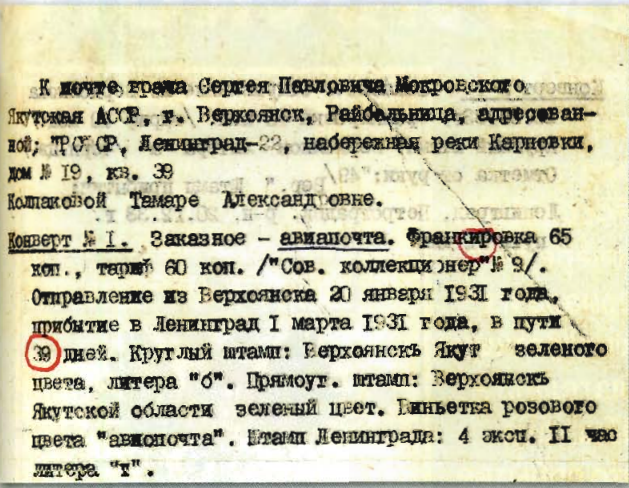 К почте врача Сергея Павловича Мокровского
Якутская АССР, г. Верхоянск, Райбольница, адресован-
ной; РСФСР, Ленинград-22, набережная реки Карповки,
дом № 19, кв. 39
Колпаковой Тамаре Александровне.
Конверт № I. Заказное - авиапочта. Франкировка 65
коп., тариф 60 коп. /"Сов. коллекционер"№ 9/.
Отправление из Верхоянска 20 января 1931 года,
прибытие в Ленинград I марта 1931 года, в пути
39 дней. Круглый штамп: Верхоянскъ Якут зеленого
цвета, литера "б". Прямоуг. штамп: Верхоянскъ
Якутской области зеленый цвет. Виньетка розового
цвета "авиопочта". Штамп Ленинграда: 4 эксп. II час
литера